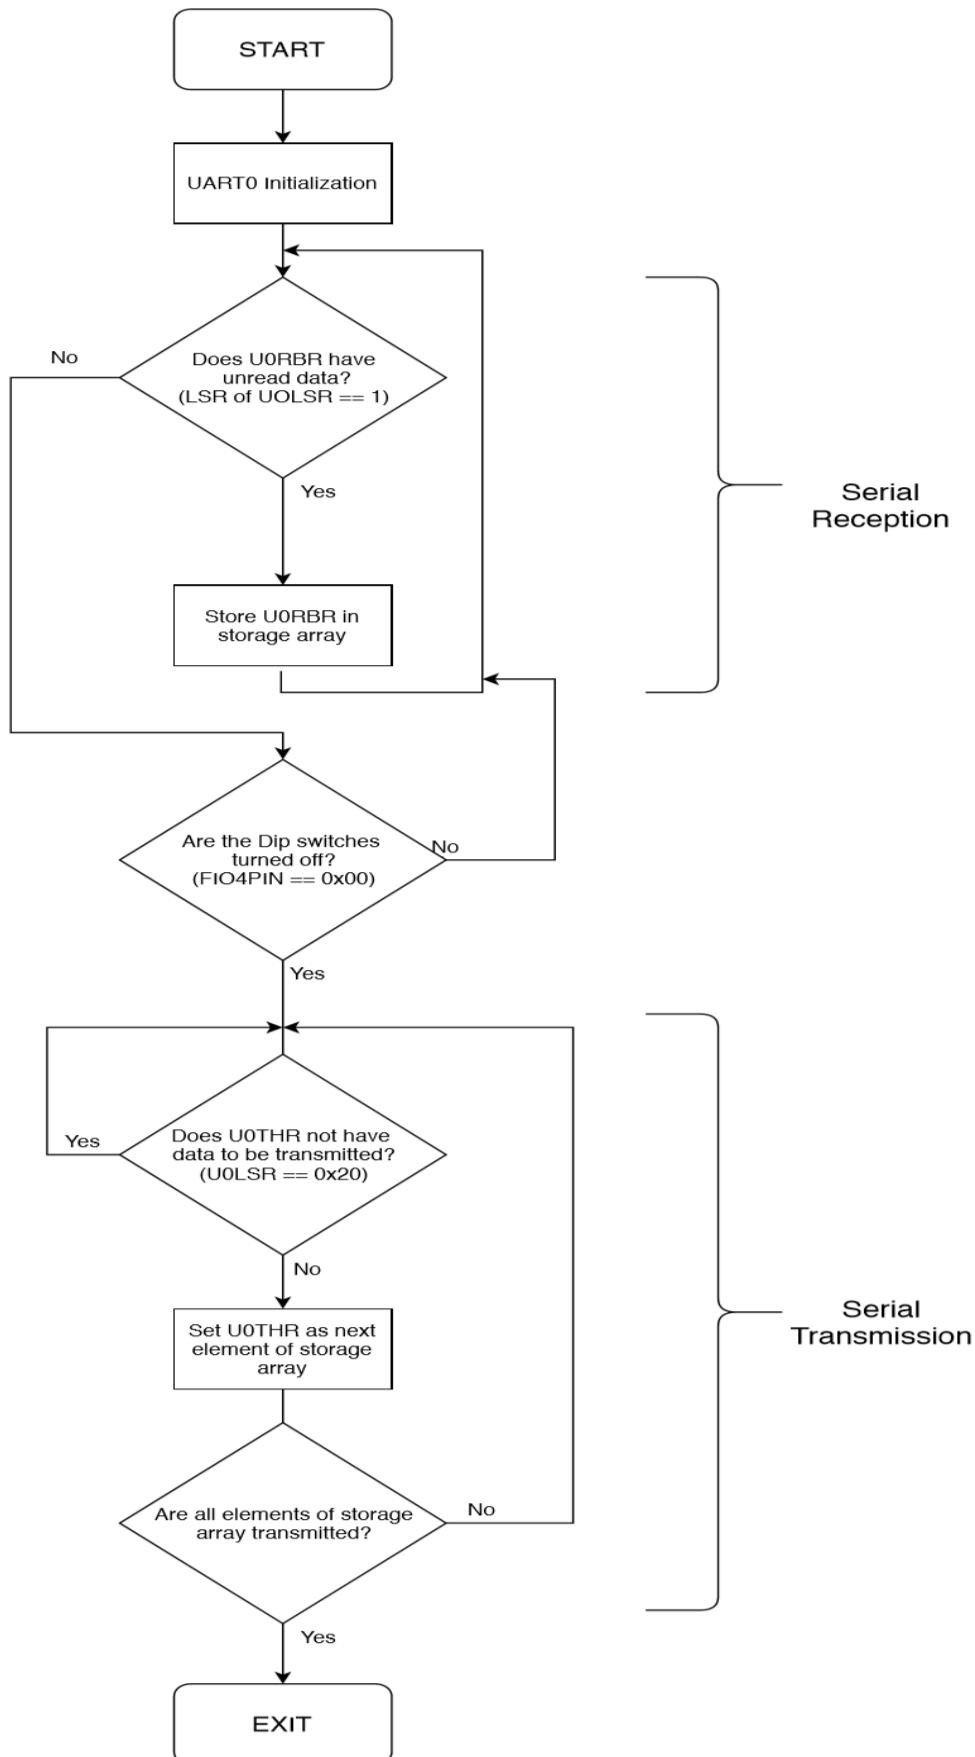 START
UART0 Initialization
No
Does U0RBR have
unread data?
(LSR of UOLSR == 1)
Yes
Serial
Reception
Store U0RBR in
storage array
Are the Dip switches
turned off?
(FIO4PIN == 0x00)
No
Yes
Yes
Does U0THR not have
data to be transmitted?
(U0LSR == 0x20)
No
Set U0THR as next
element of storage
array
Serial
Transmission
Are all elements of storage
array transmitted?
No
Yes
EXIT